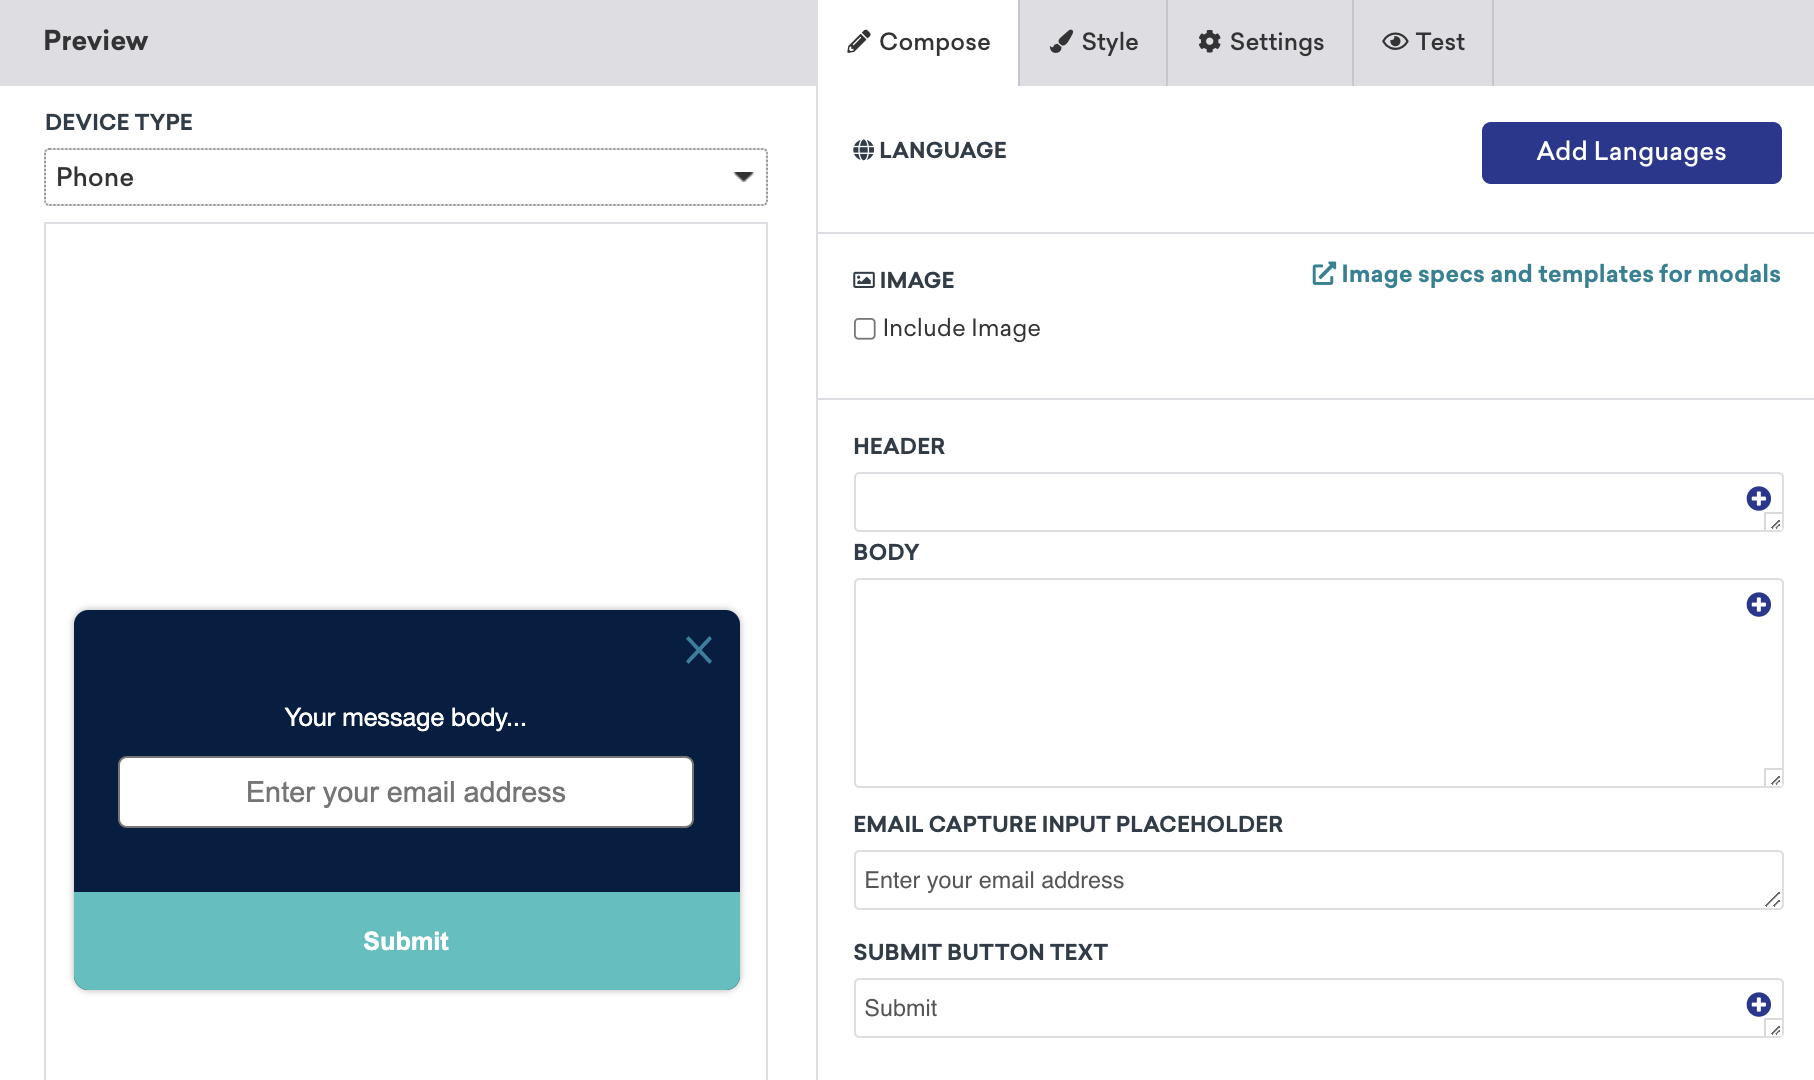 Preview
DEVICE TYPE
Phone
Your message body...
Enter your email address
Submit
Compose
Style
Settings
Test
LANGUAGE
Add Languages
IMAGE
Image specs and templates for modals
Include Image
HEADER
BODY
EMAIL CAPTURE INPUT PLACEHOLDER
Enter your email address
SUBMIT BUTTON TEXT
Submit